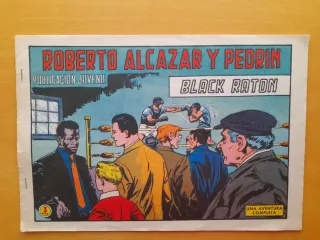 ROBERTO ALCAZAR Y PEDRIN
PUBLICACION JUVENIL
BLACK RATON
UNA AVENTURA
COMPLETA